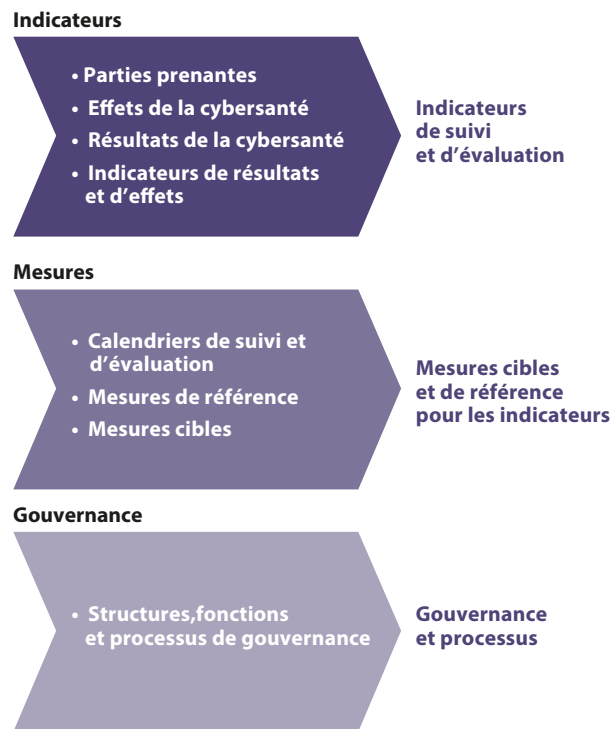 Indicateurs
• Parties prenantes
• Effets de la cybersanté
• Résultats de la cybersanté
• Indicateurs de résultats
et d’effets
Indicateurs
de suivi
et d’évaluation
Mesures
• Calendriers de suivi et
d’évaluation
• Mesures de référence
• Mesures cibles
Mesures cibles
et de référence
pour les indicateurs
Gouvernance
• Structures,fonctions
et processus de gouvernance
Gouvernance
et processus